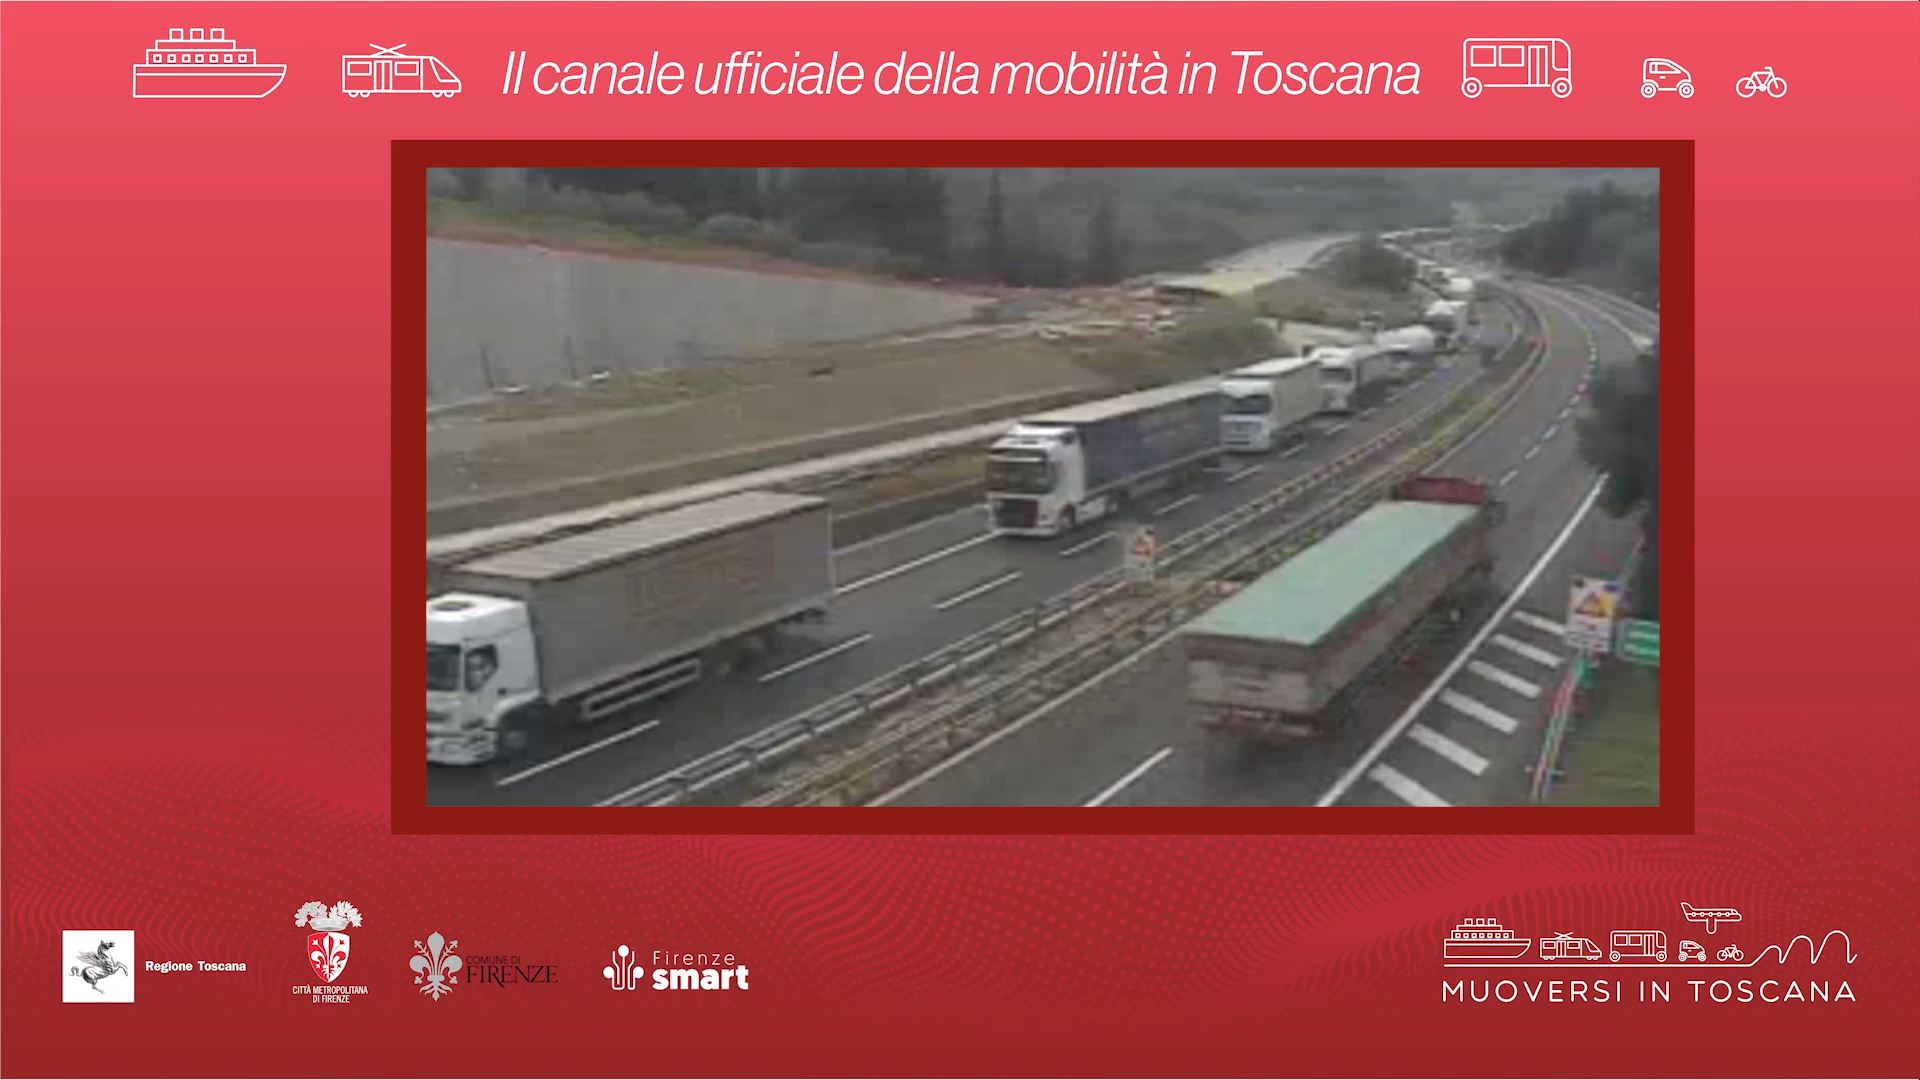 Il canale ufficiale della mobilità in Toscana
Regione Toscana
CITTÀ METROPOLITANA
DI FIRENZE
COMUNE DI
FIRENZE
Firenze
smart
MUOVERSI IN TOSCANA